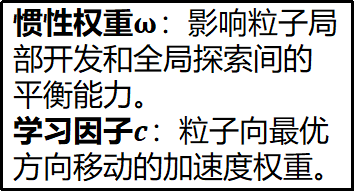 惯性权重ω：影响粒子局
部开发和全局探索间的
平衡能力。
学习因子c：粒子向最优
方向移动的加速度权重。